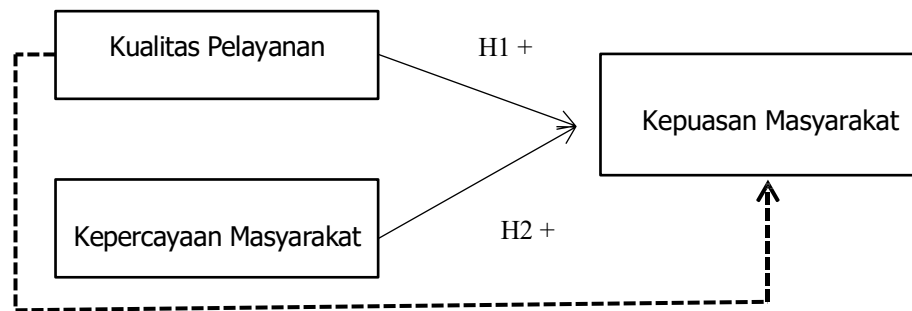 Kualitas Pelayanan
H1 +
Kepuasan Masyarakat
Kepercayaan Masyarakat
H2 +